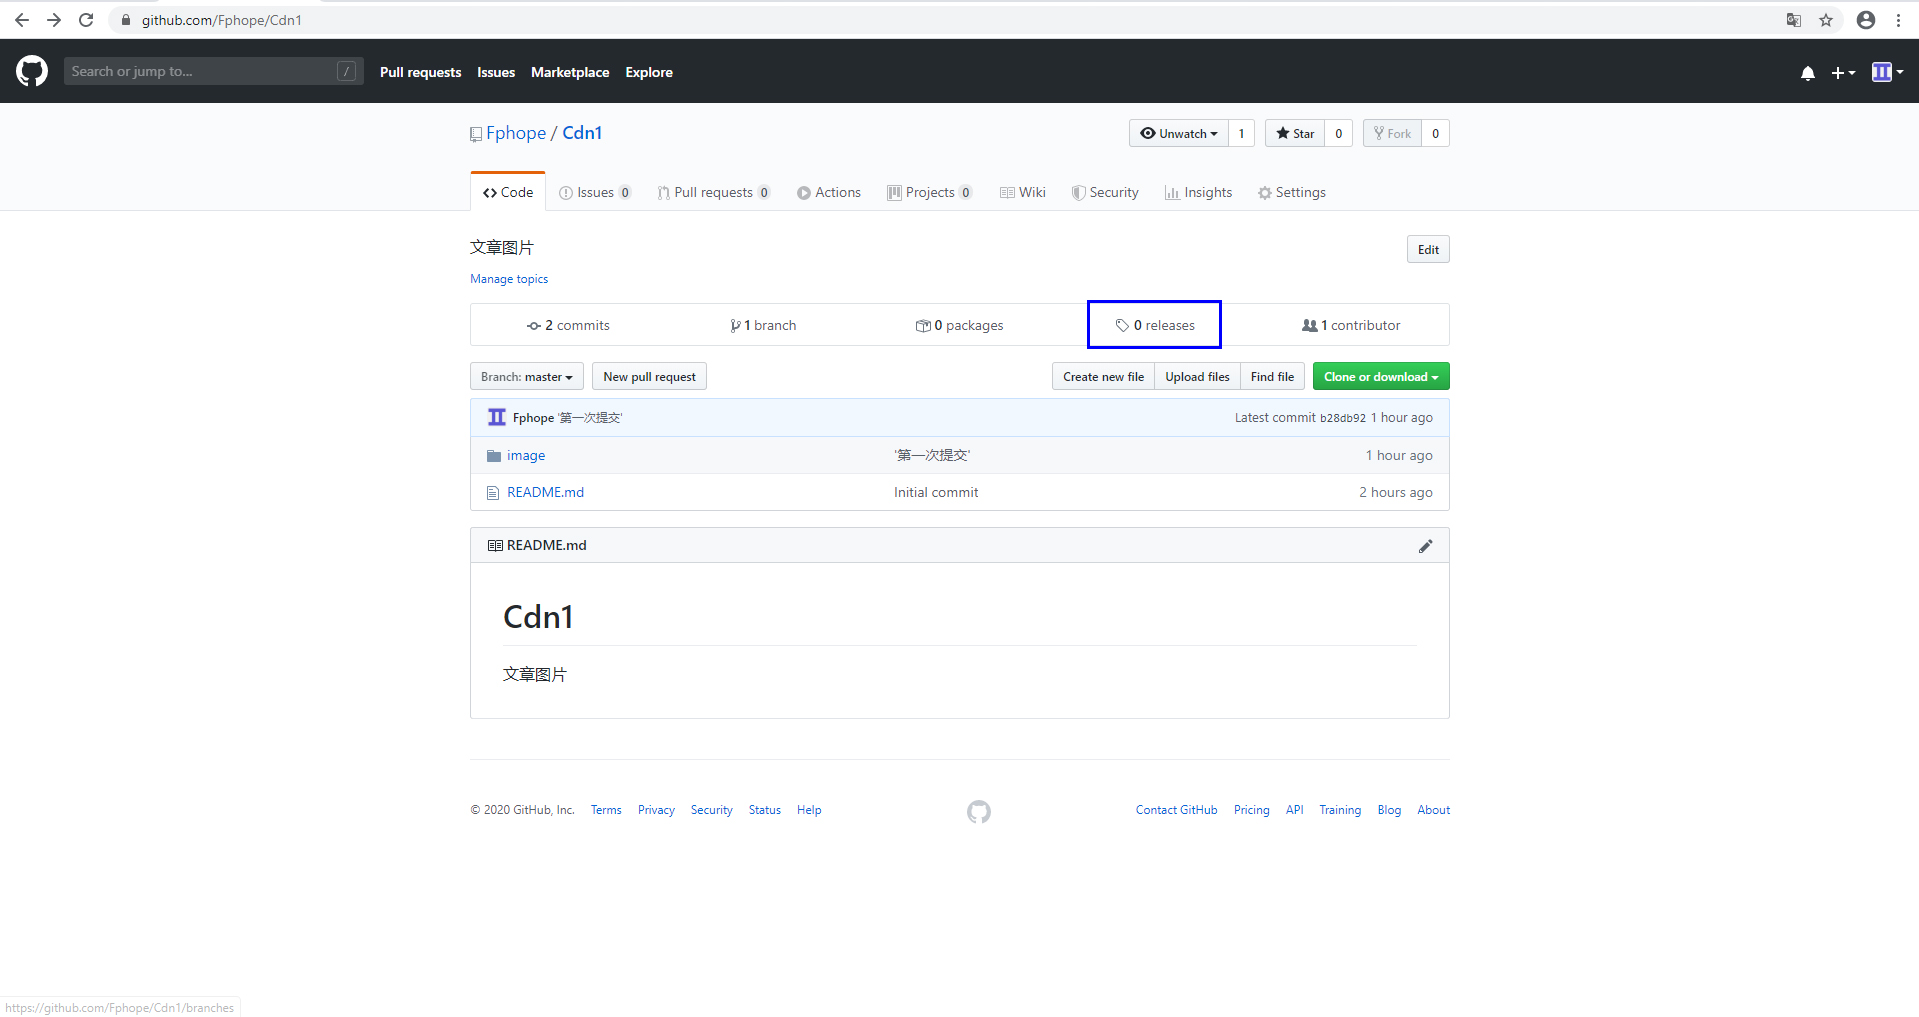 github.com/Fphope/Cdn1
Search or jump to... /
Pull requests Issues Marketplace Explore
Fphope / Cdn1
Unwatch 1 Star 0 Fork 0
Code Issues 0 Pull requests 0 Actions Projects 0 Wiki Security Insights Settings
文章图片
Edit
Manage topics
2 commits 1 branch 0 packages 0 releases 1 contributor
Branch: master New pull request Create new file Upload files Find file Clone or download
Fphope '第一次提交' Latest commit b28db92 1 hour ago
image '第一次提交' 1 hour ago
README.md Initial commit 2 hours ago
README.md
Cdn1
文章图片
© 2020 GitHub, Inc. Terms Privacy Security Status Help Contact GitHub Pricing API Training Blog About
https://github.com/Fphope/Cdn1/branches